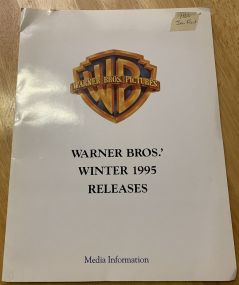 WARNER BROS. PICTURES
WB
WARNER BROS.'
WINTER 1995
RELEASES
Media Information